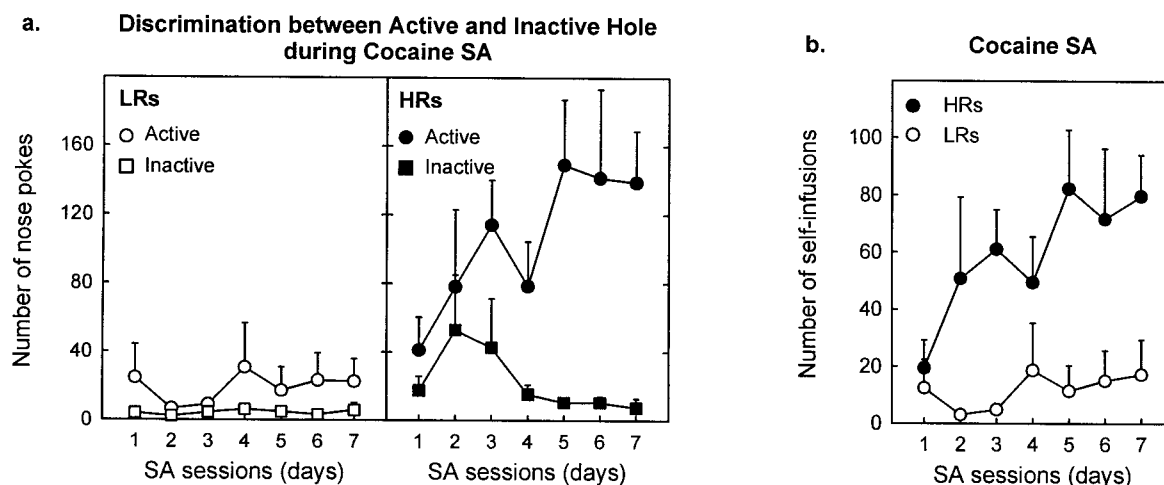 a.
Discrimination between Active and Inactive Hole
during Cocaine SA
LRs
Active
Inactive
HRs
Active
Inactive
Number of nose pokes
160
120
80
40
0
1 2 3 4 5 6 7
1 2 3 4 5 6 7
SA sessions (days)
SA sessions (days)
b.
Cocaine SA
HRs
LRs
Number of self-infusions
100
80
60
40
20
0
1 2 3 4 5 6 7
SA sessions (days)